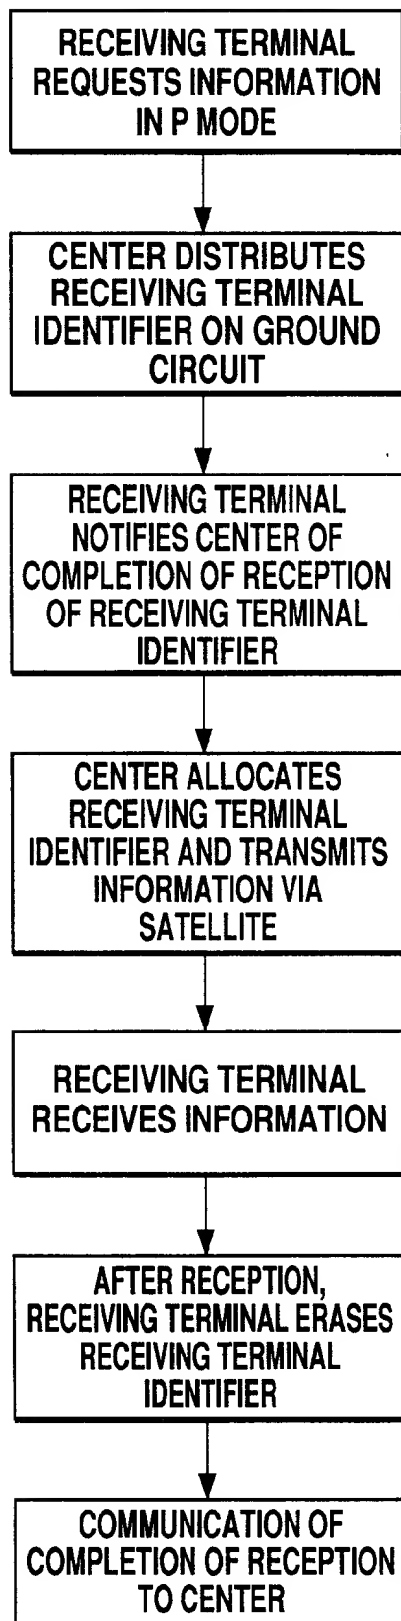 RECEIVING TERMINAL
REQUESTS INFORMATION
IN P MODE
CENTER DISTRIBUTES
RECEIVING TERMINAL
IDENTIFIER ON GROUND
CIRCUIT
RECEIVING TERMINAL
NOTIFIES CENTER OF
COMPLETION OF RECEPTION
OF RECEIVING TERMINAL
IDENTIFIER
CENTER ALLOCATES
RECEIVING TERMINAL
IDENTIFIER AND TRANSMITS
INFORMATION VIA
SATELLITE
RECEIVING TERMINAL
RECEIVES INFORMATION
AFTER RECEPTION,
RECEIVING TERMINAL ERASES
RECEIVING TERMINAL
IDENTIFIER
COMMUNICATION OF
COMPLETION OF RECEPTION
TO CENTER